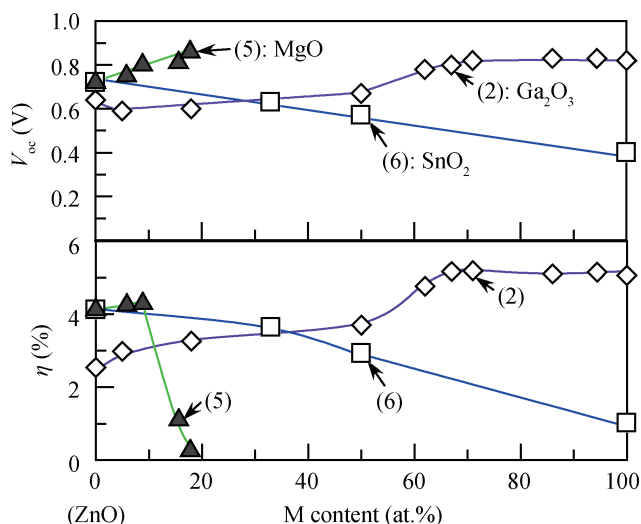 1.0
(5): MgO
0.8
(2): Ga₂O₃
0.6
V_oc (V)
0.4
(6): SnO₂
0.2
6
(2)
4
η (%)
(5)
(6)
2
0
0 20 40 60 80 100
(ZnO) M content (at.%)